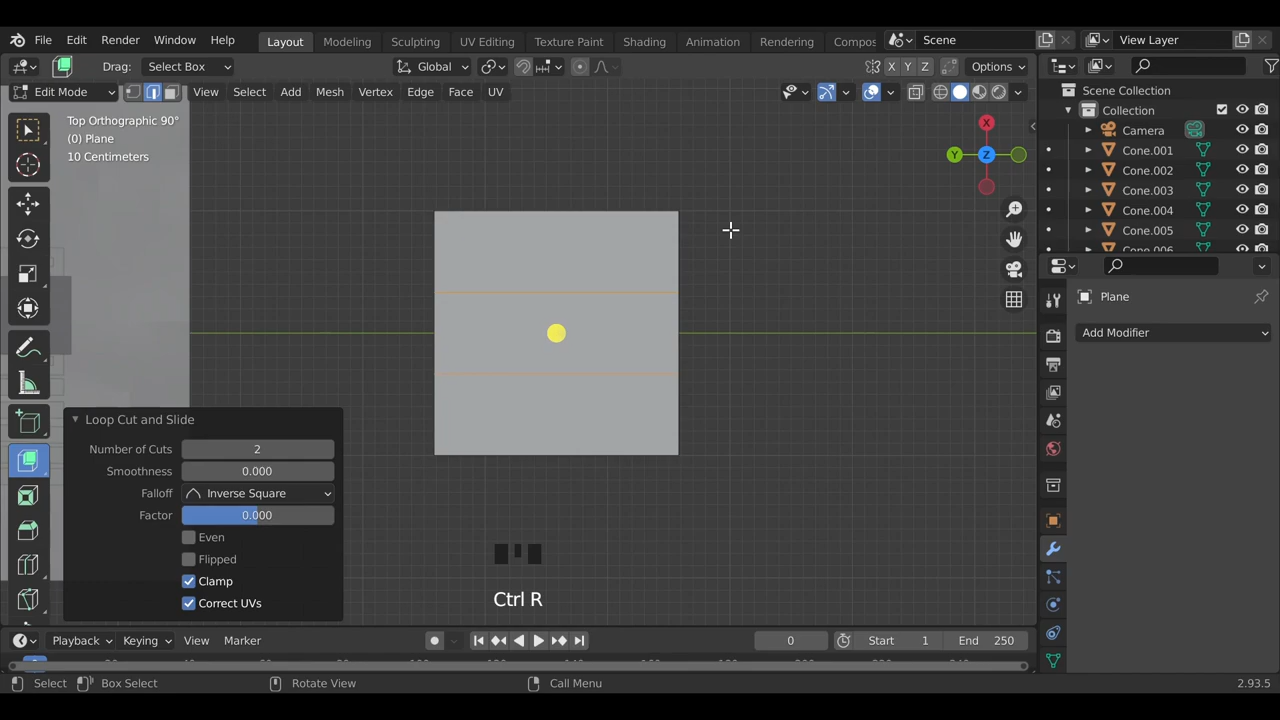 File Edit Render Window Help Layout Modeling Sculpting UV Editing Texture Paint Shading Animation Rendering Compos Scene View Layer
Drag: Select Box Global X Y Z Options
Edit Mode View Select Add Mesh Vertex Edge Face UV
Scene Collection
Collection
Camera
Cone.001
Cone.002
Cone.003
Cone.004
Cone.005
Cone.006
Top Orthographic 90°
(0) Plane
10 Centimeters
X
Y
Z
Plane
Add Modifier
Loop Cut and Slide
Number of Cuts 2
Smoothness 0.000
Falloff Inverse Square
Factor 0.000
Even
Flipped
Clamp
Correct UVs
Ctrl R
Playback Keying View Marker 0 Start 1 End 250
Select Box Select Rotate View Call Menu 2.93.5